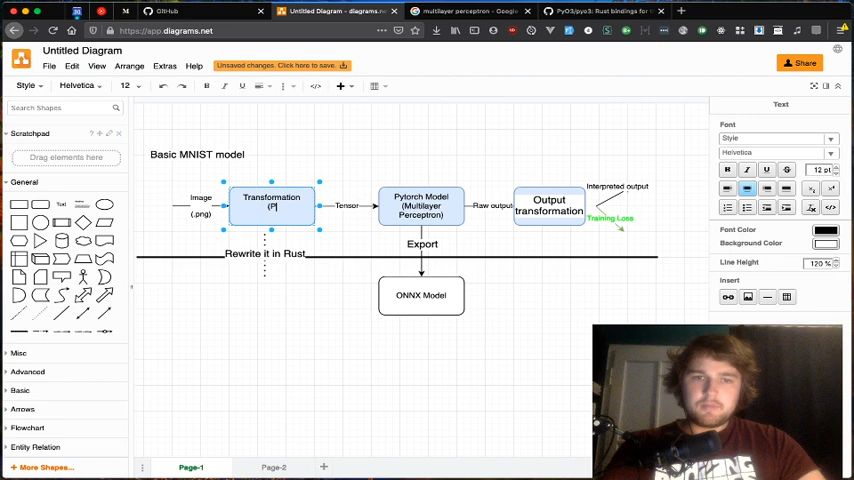 GitHub
Untitled Diagram - diagrams.net
multilayer perceptron - Google
PyO3/pyo3: Rust bindings for t
https://app.diagrams.net
Untitled Diagram
File Edit View Arrange Extras Help
Unsaved changes. Click here to save.
Share
Style Helvetica 12
Search Shapes
Scratchpad
Drag elements here
General
Text
Misc
Advanced
Basic
Arrows
Flowchart
Entity Relation
+ More Shapes...
Basic MNIST model
Image
(.png)
Transformation
(P
Tensor
Pytorch Model
(Multilayer
Perceptron)
Raw output
Output
transformation
Interpreted output
Training Loss
Rewrite it in Rust
Export
ONNX Model
Text
Font
Style
Helvetica
B I U S
12 pt
Font Color
Background Color
Line Height
120 %
Insert
Page-1
Page-2